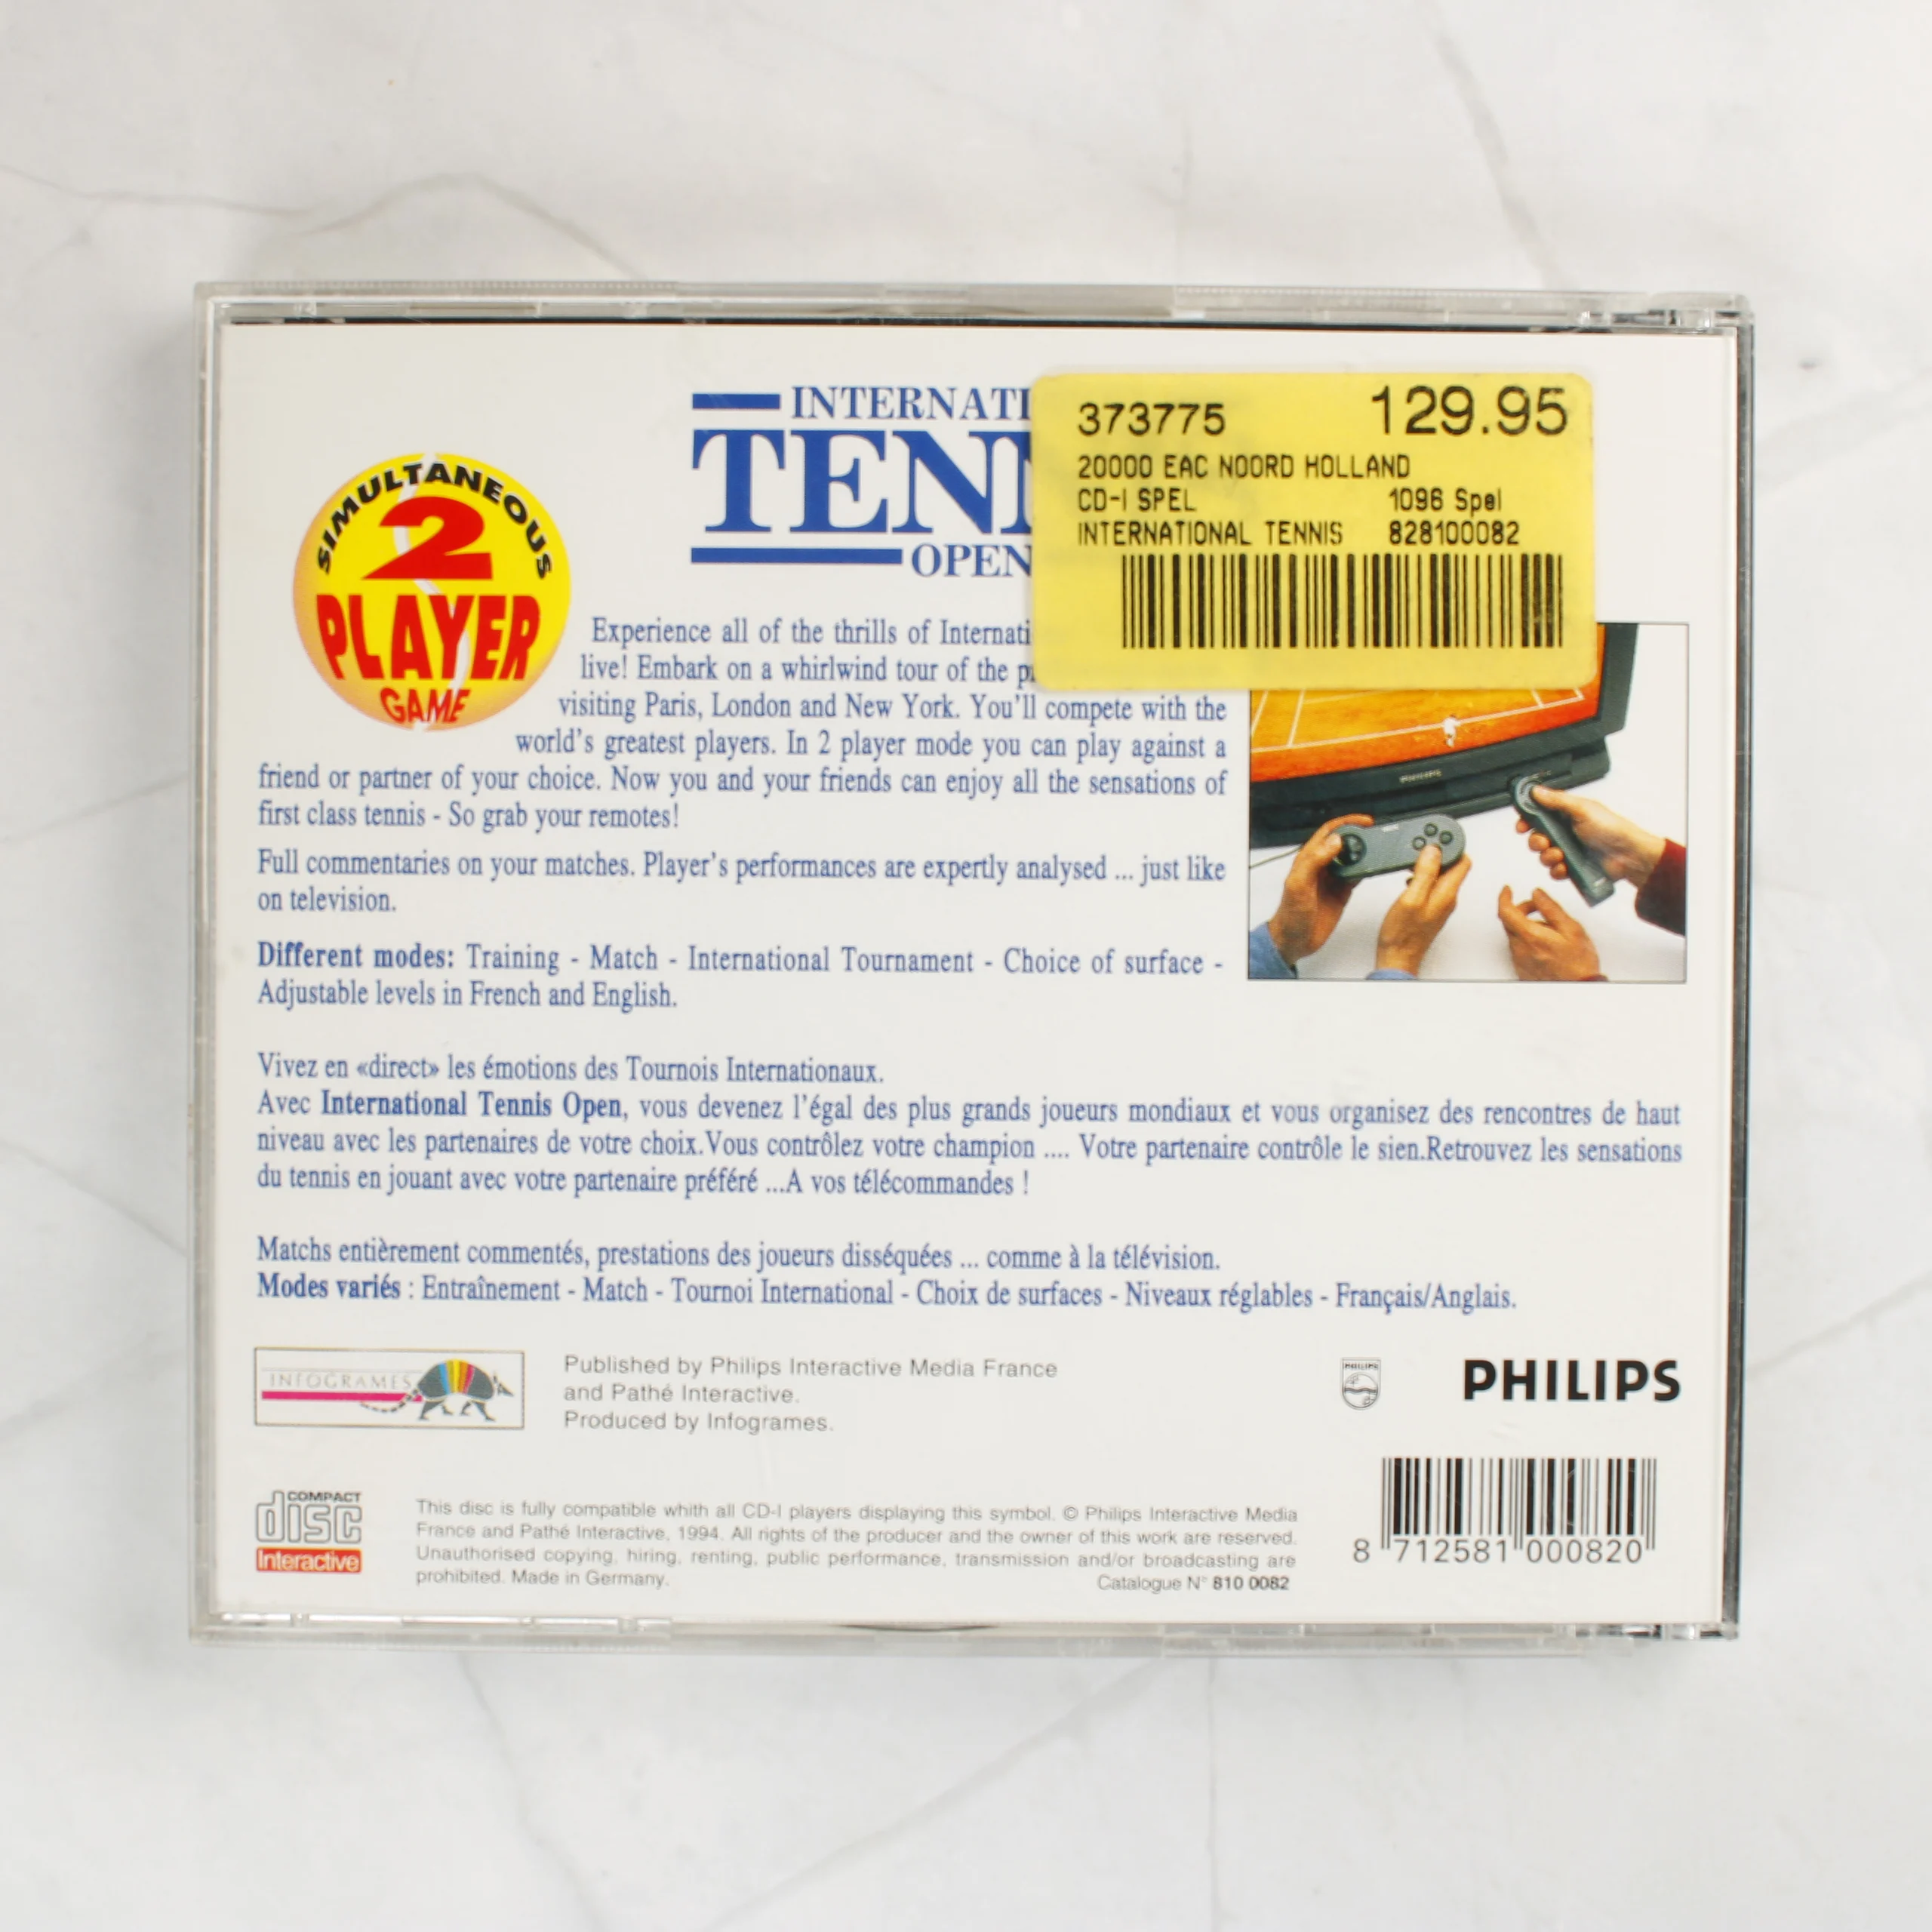 INTERNATI
TEN
OPEN
373775 129.95
20000 EAC NOORD HOLLAND
CD-I SPEL 1096 Spel
INTERNATIONAL TENNIS 828100082
SIMULTANEOUS
2
PLAYER
GAME
Experience all of the thrills of Internati
live! Embark on a whirlwind tour of the
visiting Paris, London and New York. You'll compete with the
world's greatest players. In 2 player mode you can play against a
friend or partner of your choice. Now you and your friends can enjoy all the sensations of
first class tennis - So grab your remotes!
Full commentaries on your matches. Player's performances are expertly analysed ... just like
on television.
Different modes: Training - Match - International Tournament - Choice of surface -
Adjustable levels in French and English.
PHILIPS
Vivez en «direct» les émotions des Tournois Internationaux.
Avec International Tennis Open, vous devenez l'égal des plus grands joueurs mondiaux et vous organisez des rencontres de haut
niveau avec les partenaires de votre choix.Vous contrôlez votre champion .... Votre partenaire contrôle le sien.Retrouvez les sensations
du tennis en jouant avec votre partenaire préféré ...A vos télécommandes !
Matchs entièrement commentés, prestations des joueurs disséquées ... comme à la télévision.
Modes variés : Entraînement - Match - Tournoi International - Choix de surfaces - Niveaux réglables - Français/Anglais.
INFOGRAMES
Published by Philips Interactive Media France
and Pathé Interactive.
Produced by Infogrames.
PHILIPS
PHILIPS
COMPACT
disc
Interactive
This disc is fully compatible whith all CD-I players displaying this symbol. © Philips Interactive Media
France and Pathé Interactive, 1994. All rights of the producer and the owner of this work are reserved.
Unauthorised copying, hiring, renting, public performance, transmission and/or broadcasting are
prohibited. Made in Germany. Catalogue N° 810 0082
8 712581 000820